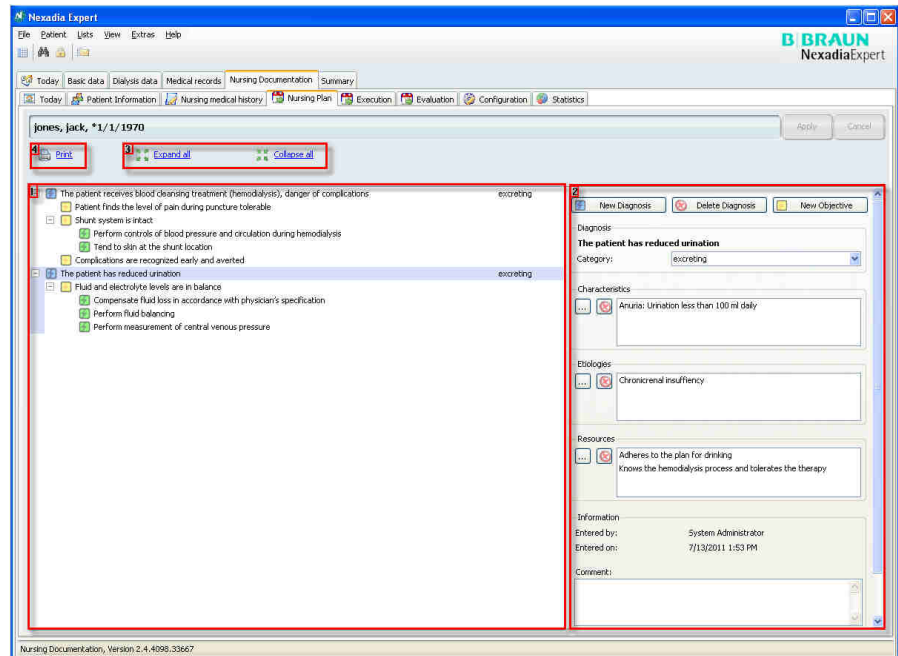 Nexadia Expert
File Patient Lists View Extras Help
B BRAUN
NexadiaExpert
Today Basic data Dialysis data Medical records Nursing Documentation Summary
Today Patient Information Nursing medical history Nursing Plan Execution Evaluation Configuration Statistics
jones, jack, *1/1/1970 Apply Cancel
4 Print 3 Expand all Collapse all
1 The patient receives blood cleansing treatment (hemodialysis), danger of complications excreting
Patient finds the level of pain during puncture tolerable
Shunt system is intact
Perform controls of blood pressure and circulation during hemodialysis
Tend to skin at the shunt location
Complications are recognized early and averted
The patient has reduced urination excreting
Fluid and electrolyte levels are in balance
Compensate fluid loss in accordance with physician's specification
Perform fluid balancing
Perform measurement of central venous pressure
2
New Diagnosis Delete Diagnosis New Objective
Diagnosis
The patient has reduced urination
Category: excreting
Characteristics
... Anuria: Urination less than 100 ml daily
Etiologies
... Chronicrenal insuffiency
Resources
... Adheres to the plan for drinking
Knows the hemodialysis process and tolerates the therapy
Information
Entered by: System Administrator
Entered on: 7/13/2011 1:53 PM
Comment:
Nursing Documentation, Version 2.4.4098.33667